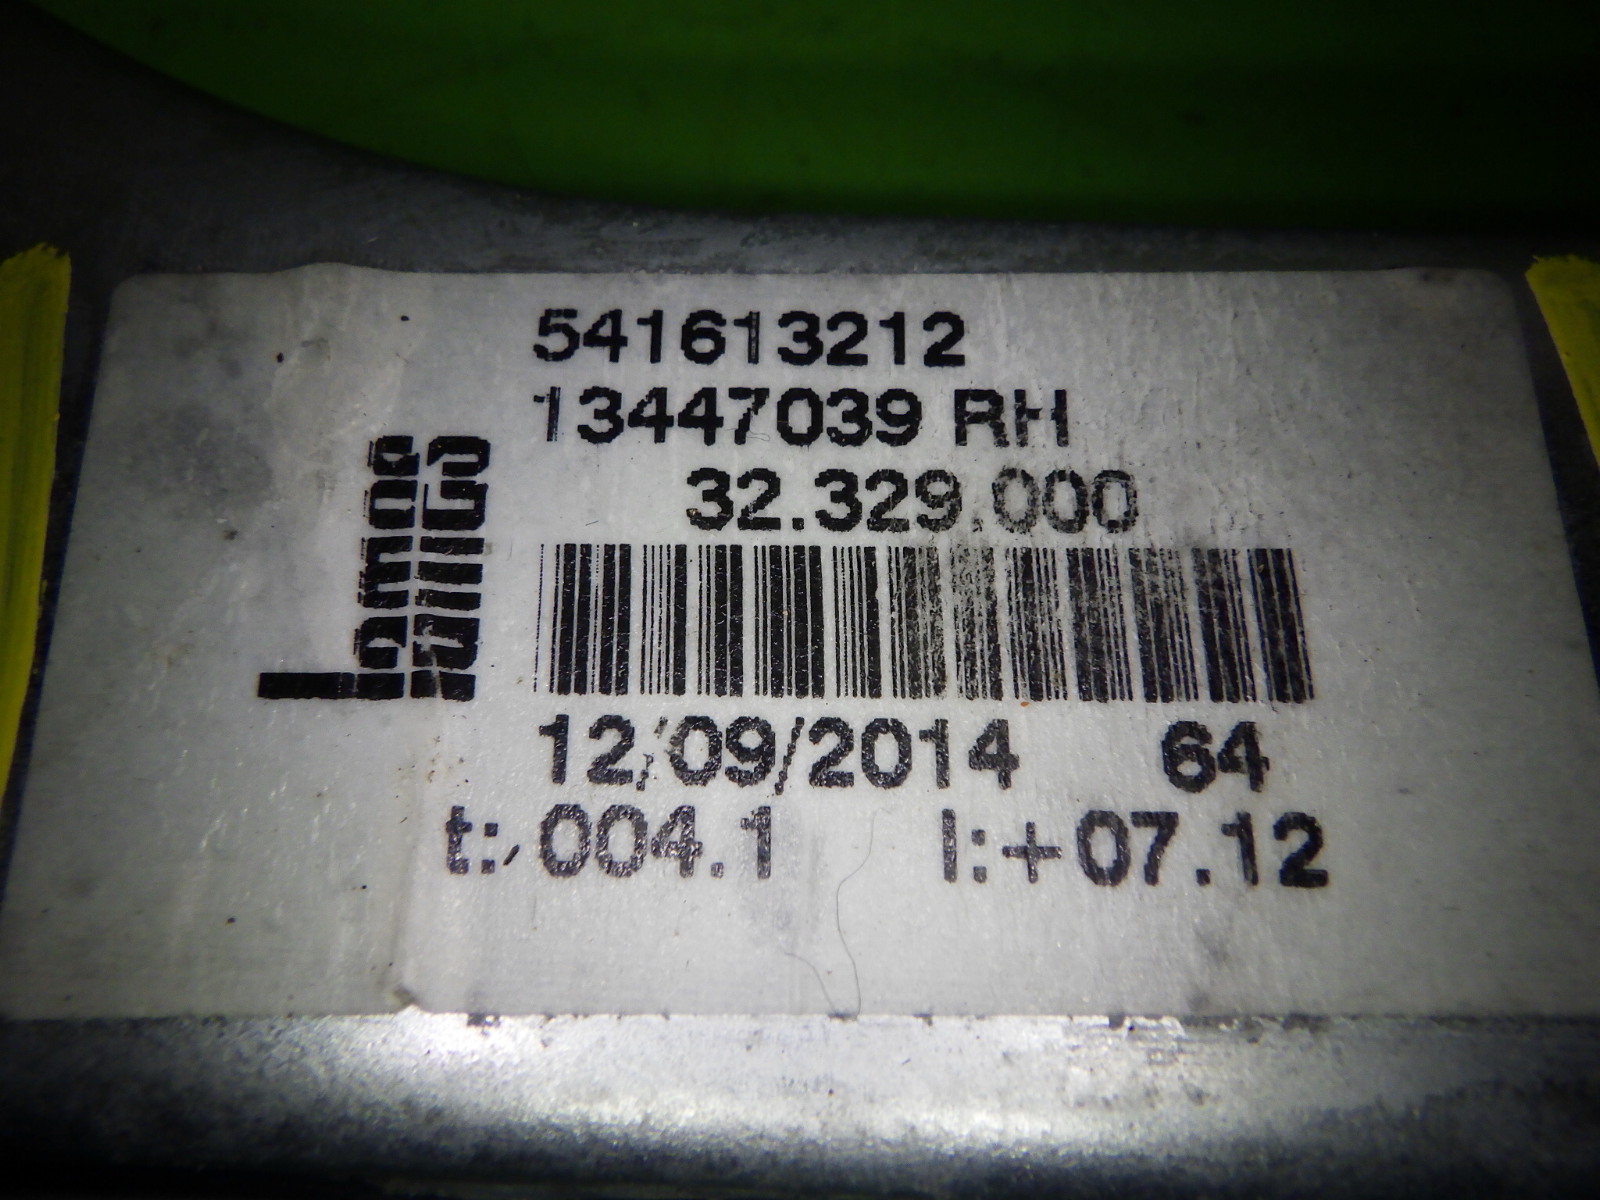 541613212
13447039 RH
32.329.000
12/09/2014 64
t: 004.1 l:+07.12